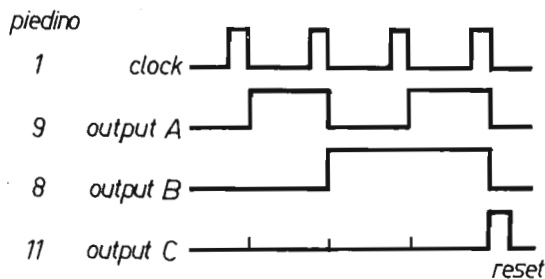 piedino
1 clock
9 output A
8 output B
11 output C
reset